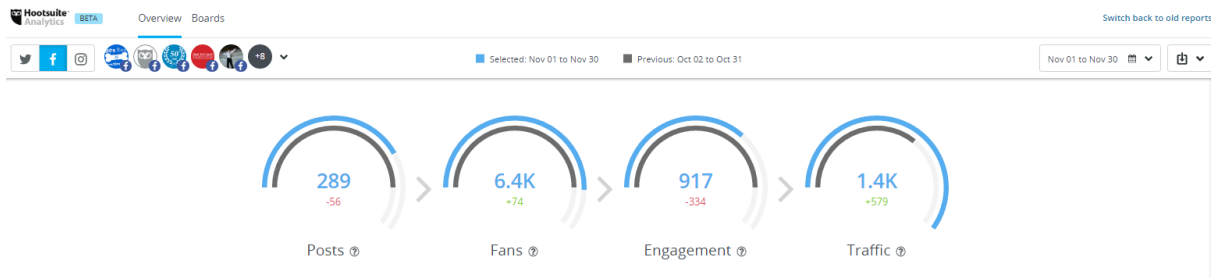 Hootsuite®
Analytics BETA Overview Boards Switch back to old reports
+8 Selected: Nov 01 to Nov 30 Previous: Oct 02 to Oct 31 Nov 01 to Nov 30
289 6.4K 917 1.4K
-56 +74 -334 +579
Posts Fans Engagement Traffic